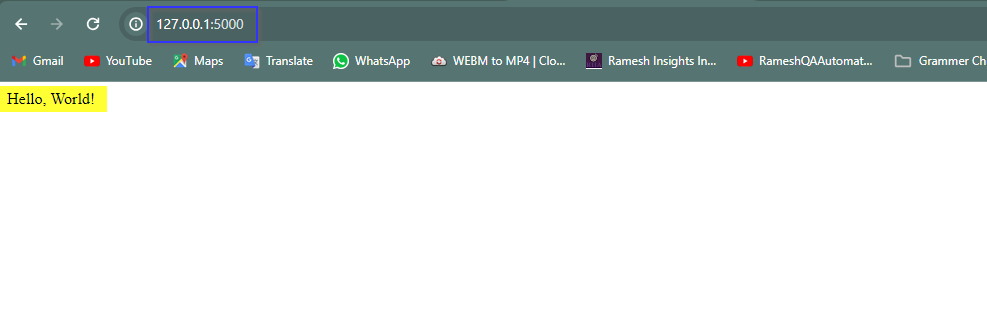 127.0.0.1:5000
Gmail YouTube Maps Translate WhatsApp WEBM to MP4 | Clo... Ramesh Insights In... RameshQAAutomat... Grammer Ch
Hello, World!